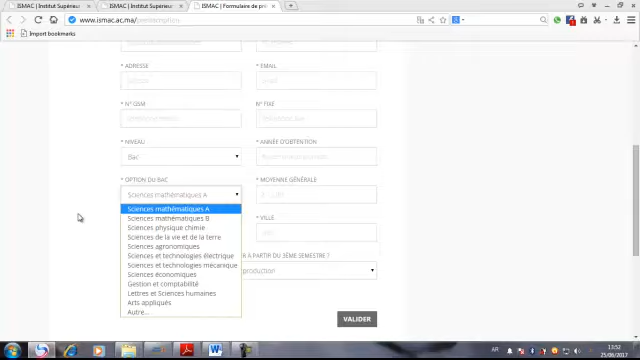 ISMAC | Institut Supérieur
ISMAC | Institut Supérieur
ISMAC | Formulaire de pré
www.ismac.ac.ma/
Import bookmarks
* ADRESSE
* EMAIL
* N° GSM
N° FIXE
* NIVEAU
* ANNÉE D'OBTENTION
Bac
* OPTION DU BAC
* MOYENNE GÉNÉRALE
Sciences mathématiques A
Sciences mathématiques A
Sciences mathématiques B
Sciences physique chimie
Sciences de la vie et de la terre
* VILLE
Sciences agronomiques
Sciences et technologies électrique
R À PARTIR DU 3ÈME SEMESTRE ?
Sciences et technologies mécanique
production
Sciences économiques
Gestion et comptabilité
Lettres et Sciences humaines
Arts appliqués
Autre...
VALIDER
AR
13:52
25/08/2017